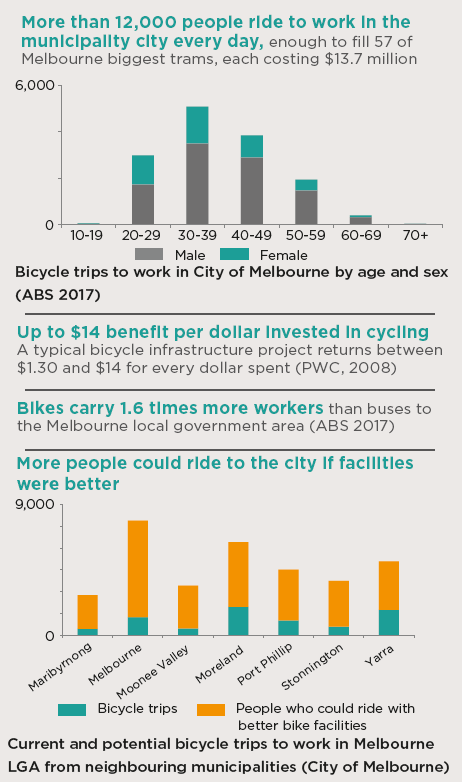 More than 12,000 people ride to work in the
municipality city every day, enough to fill 57 of
Melbourne biggest trams, each costing $13.7 million
6,000
0
10-19 20-29 30-39 40-49 50-59 60-69 70+
Male Female
Bicycle trips to work in City of Melbourne by age and sex
(ABS 2017)
Up to $14 benefit per dollar invested in cycling
A typical bicycle infrastructure project returns between
$1.30 and $14 for every dollar spent (PWC, 2008)
Bikes carry 1.6 times more workers than buses to
the Melbourne local government area (ABS 2017)
More people could ride to the city if facilities
were better
9,000
0
Maribyrnong Melbourne Moonee Valley Moreland Port Phillip Stonnington Yarra
Bicycle trips People who could ride with
better bike facilities
Current and potential bicycle trips to work in Melbourne
LGA from neighbouring municipalities (City of Melbourne)